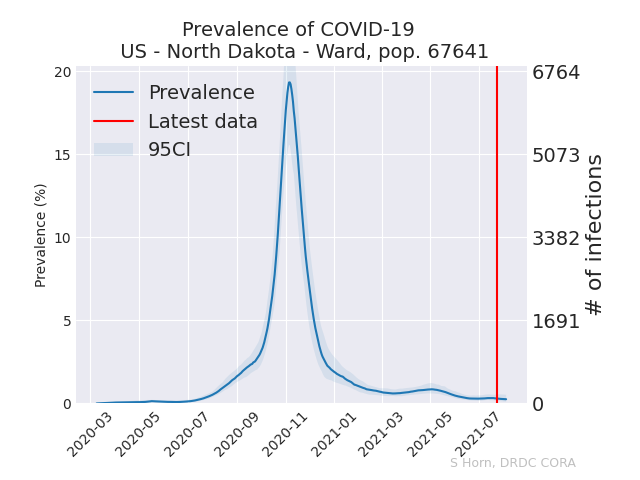 Prevalence of COVID-19
US - North Dakota - Ward, pop. 67641
Prevalence
Latest data
95CI
Prevalence (%)
20
15
10
5
0
6764
5073
3382
1691
0
# of infections
2020-03
2020-05
2020-07
2020-09
2020-11
2021-01
2021-03
2021-05
2021-07
S Horn, DRDC CORA